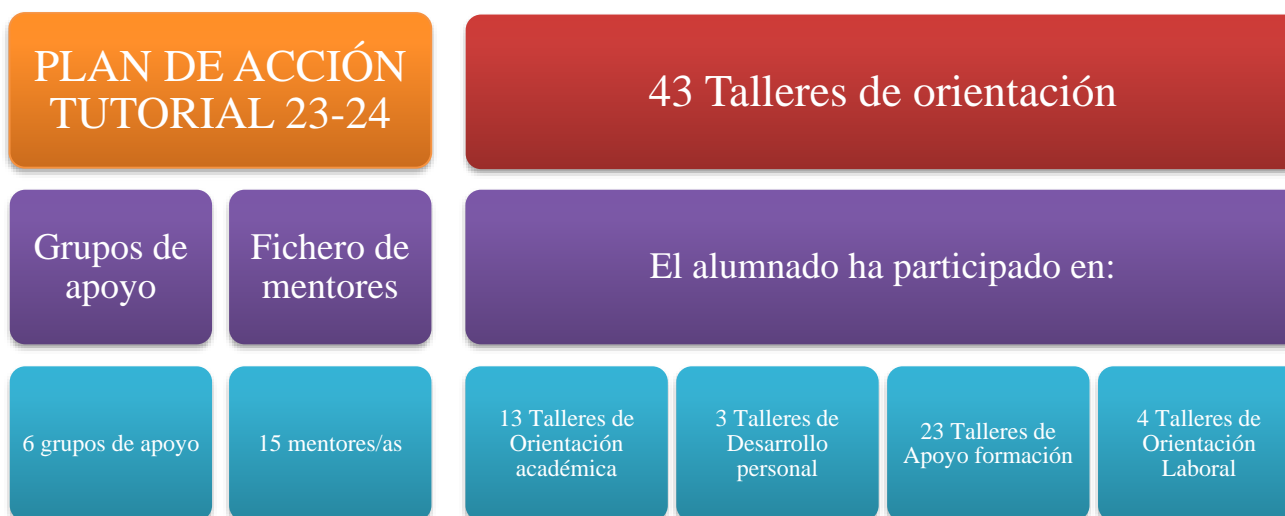 PLAN DE ACCIÓN
TUTORIAL 23-24
43 Talleres de orientación
Grupos de
apoyo
Fichero de
mentores
El alumnado ha participado en:
6 grupos de apoyo
15 mentores/as
13 Talleres de
Orientación
académica
3 Talleres de
Desarrollo
personal
23 Talleres de
Apoyo formación
4 Talleres de
Orientación
Laboral